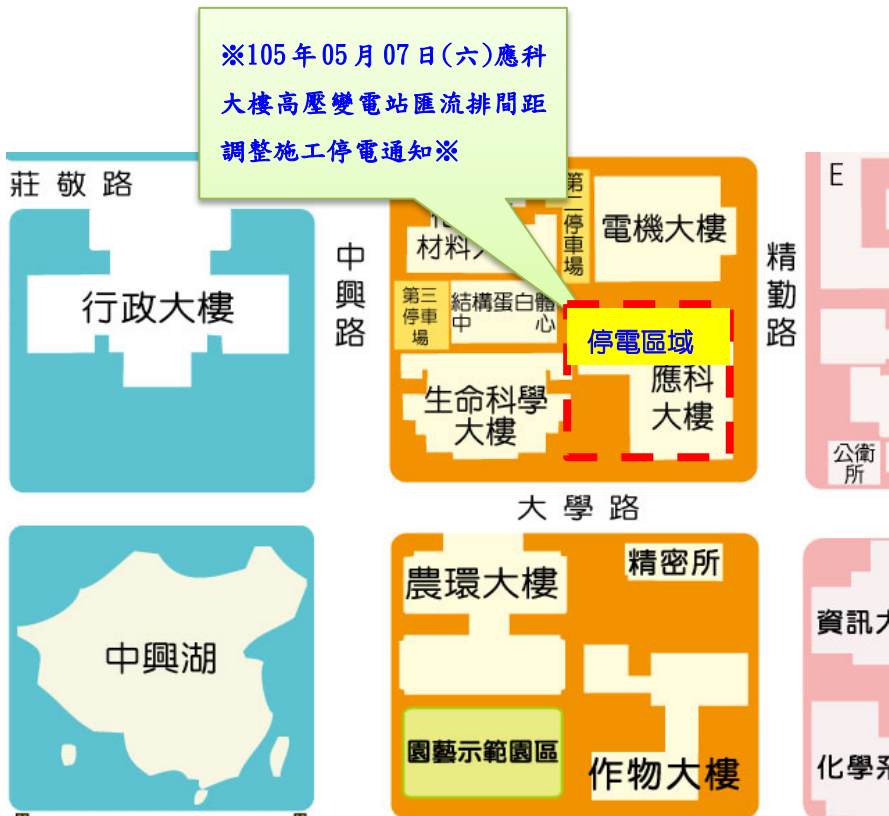 ※105年05月07日(六)應科
大樓高壓變電站匯流排間距
調整施工停電通知※
莊敬路
E
第二停車場
電機大樓
材料
中興路
精勤路
行政大樓
第三
停車
場
結構蛋白體
中心
停電區域
應科
大樓
生命科學
大樓
公衛
所
大學路
農環大樓
精密所
資訊
中興湖
園藝示範園區
作物大樓
化學系